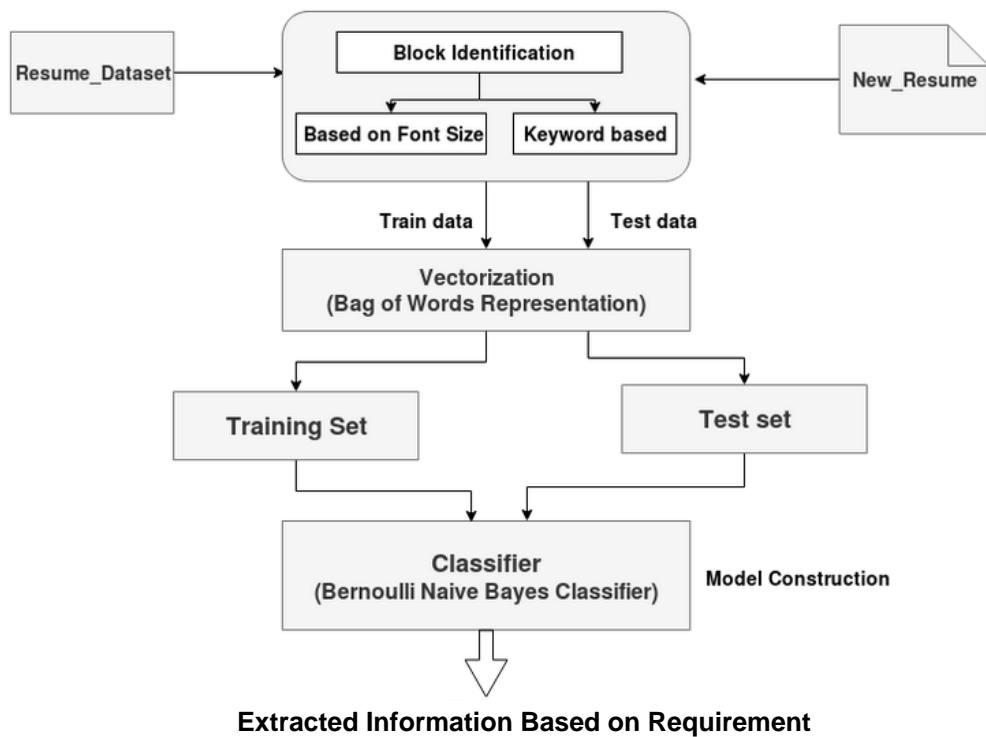 Block Identification
Resume_Dataset
New_Resume
Based on Font Size
Keyword based
Train data
Test data
Vectorization
(Bag of Words Representation)
Training Set
Test set
Classifier
(Bernoulli Naive Bayes Classifier)
Model Construction
Extracted Information Based on Requirement